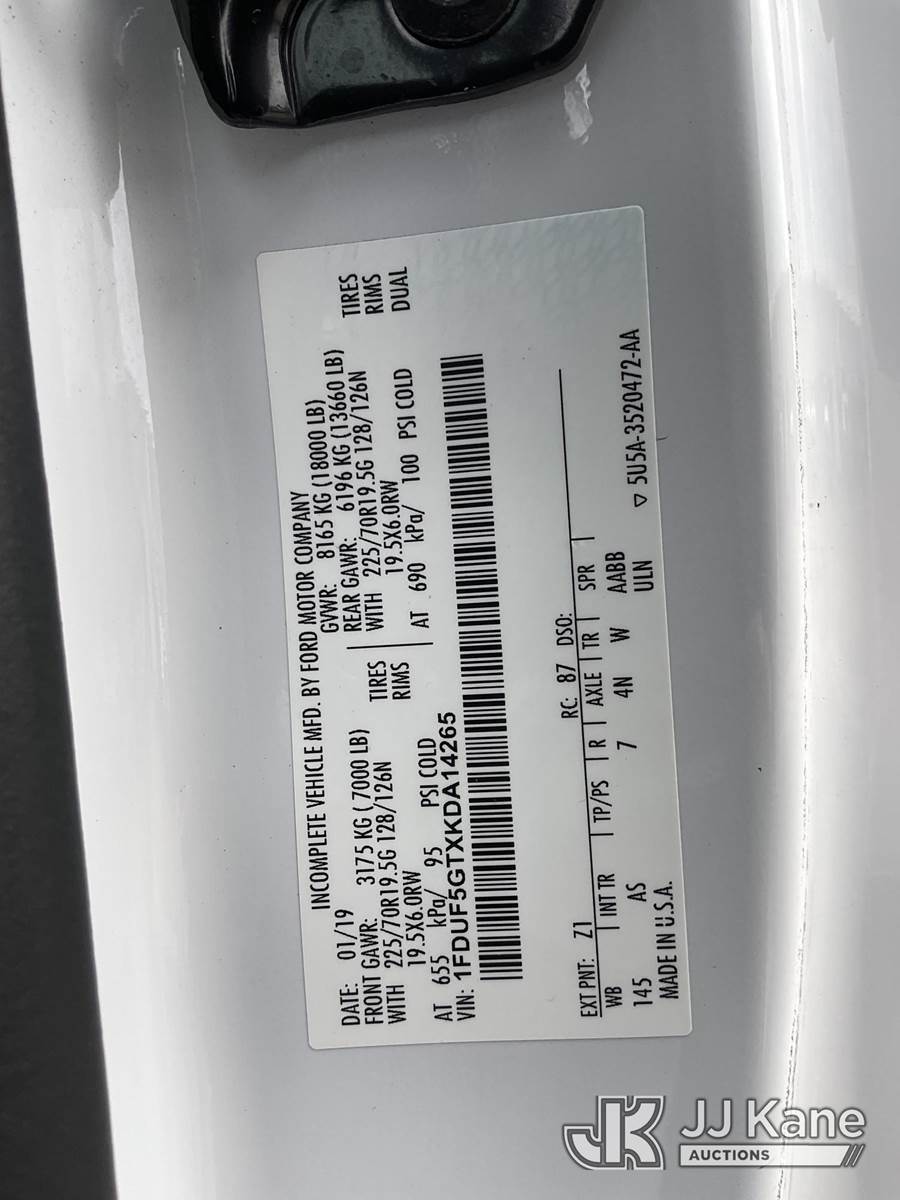 INCOMPLETE VEHICLE MFD. BY FORD MOTOR COMPANY
DATE: 01/19 GVWR: 8165 KG (18000 LB)
FRONT GAWR: 3175 KG ( 7000 LB) REAR GAWR: 6196 KG (13660 LB)
WITH 225/70R19.5G 128/126N TIRES WITH 225/70R19.5G 128/126N TIRES
19.5X6.0RW RIMS 19.5X6.0RW RIMS
AT 655 kPa/ 95 PSI COLD AT 690 kPa/ 100 PSI COLD DUAL
VIN: 1FDUF5GTXKDA14265
EXT PNT: Z1 RC: 87 DSO:
WB INT TR TP/PS R AXLE TR SPR
145 AS 7 4N W AABB
MADE IN U.S.A. ULN
▽ 5U5A-3520472-AA
JK JJ Kane
AUCTIONS